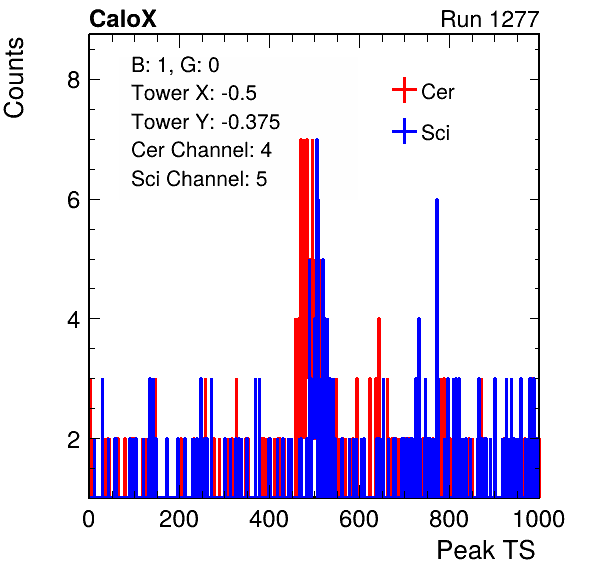 CaloX Run 1277
Counts
B: 1, G: 0
Tower X: -0.5
Tower Y: -0.375
Cer Channel: 4
Sci Channel: 5
Cer
Sci
8
6
4
2
0 200 400 600 800 1000
Peak TS